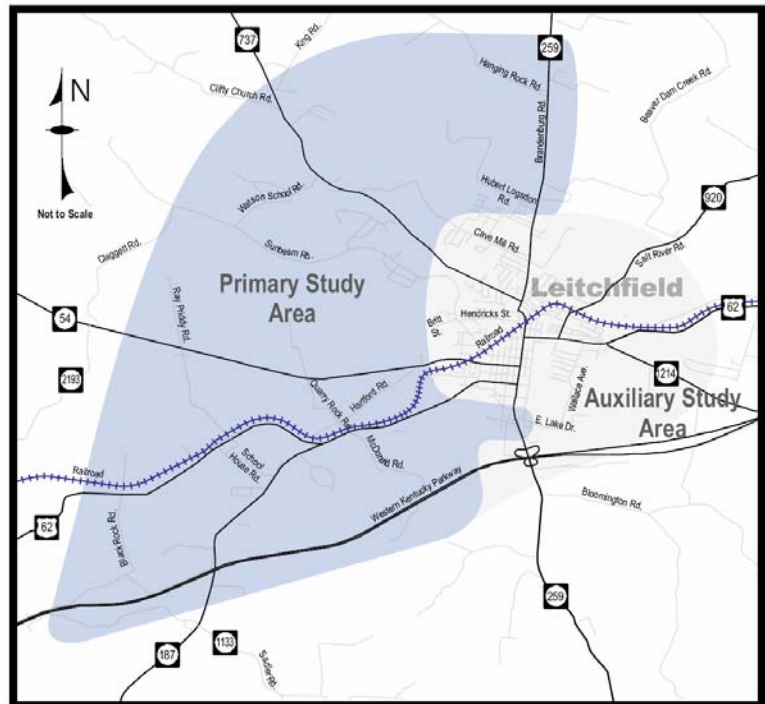 737
King Rd.
259
Hanging Rock Rd.
Beaver Dam Creek Rd.
Clifty Church Rd.
Brandenburg Rd.
N
Not to Scale
Watson School Rd.
Hubert Logsdon
Rd.
920
Claggett Rd.
Sunbeam Rd.
Cave Mill Rd.
Salt River Rd.
Primary Study
Area
Ray Priddy Rd.
Leitchfield
54
Hendricks St.
Britt St
Railroad
62
2193
Quarry Rock Rd.
Hartford Rd
Wallace Ave.
1214
Auxiliary Study
Area
E. Lake Dr.
McDonald Rd.
School
House Rd.
Railroad
Western Kentucky Parkway
Bloomington Rd.
62
Black Rock Rd.
259
187
1133
Sadler Rd.